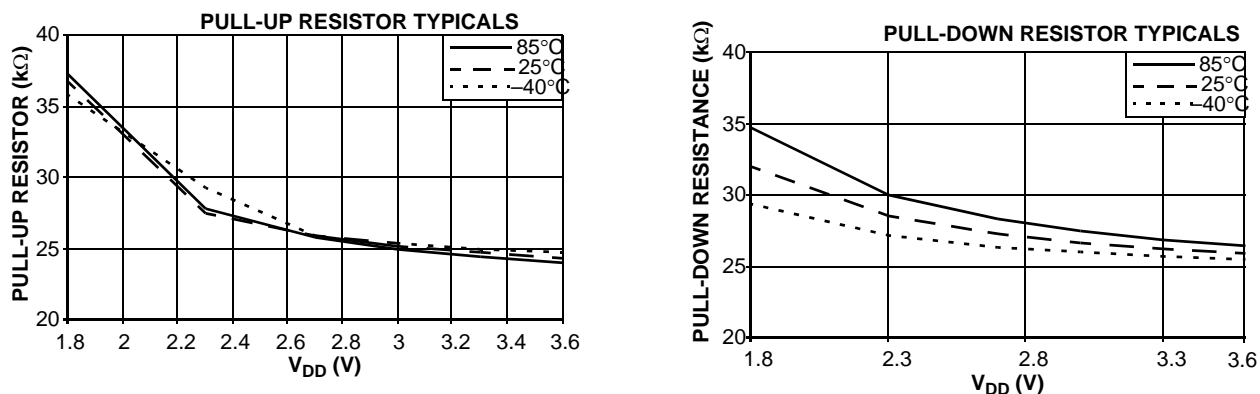 PULL-UP RESISTOR TYPICALS
PULL-UP RESISTOR (kΩ)
40
35
30
25
20
85°C
25°C
–40°C
1.8 2 2.2 2.4 2.6 2.8 3 3.2 3.4 3.6
VDD (V)
PULL-DOWN RESISTOR TYPICALS
PULL-DOWN RESISTANCE (kΩ)
40
35
30
25
20
85°C
25°C
–40°C
1.8 2.3 2.8 3.3 3.6
VDD (V)